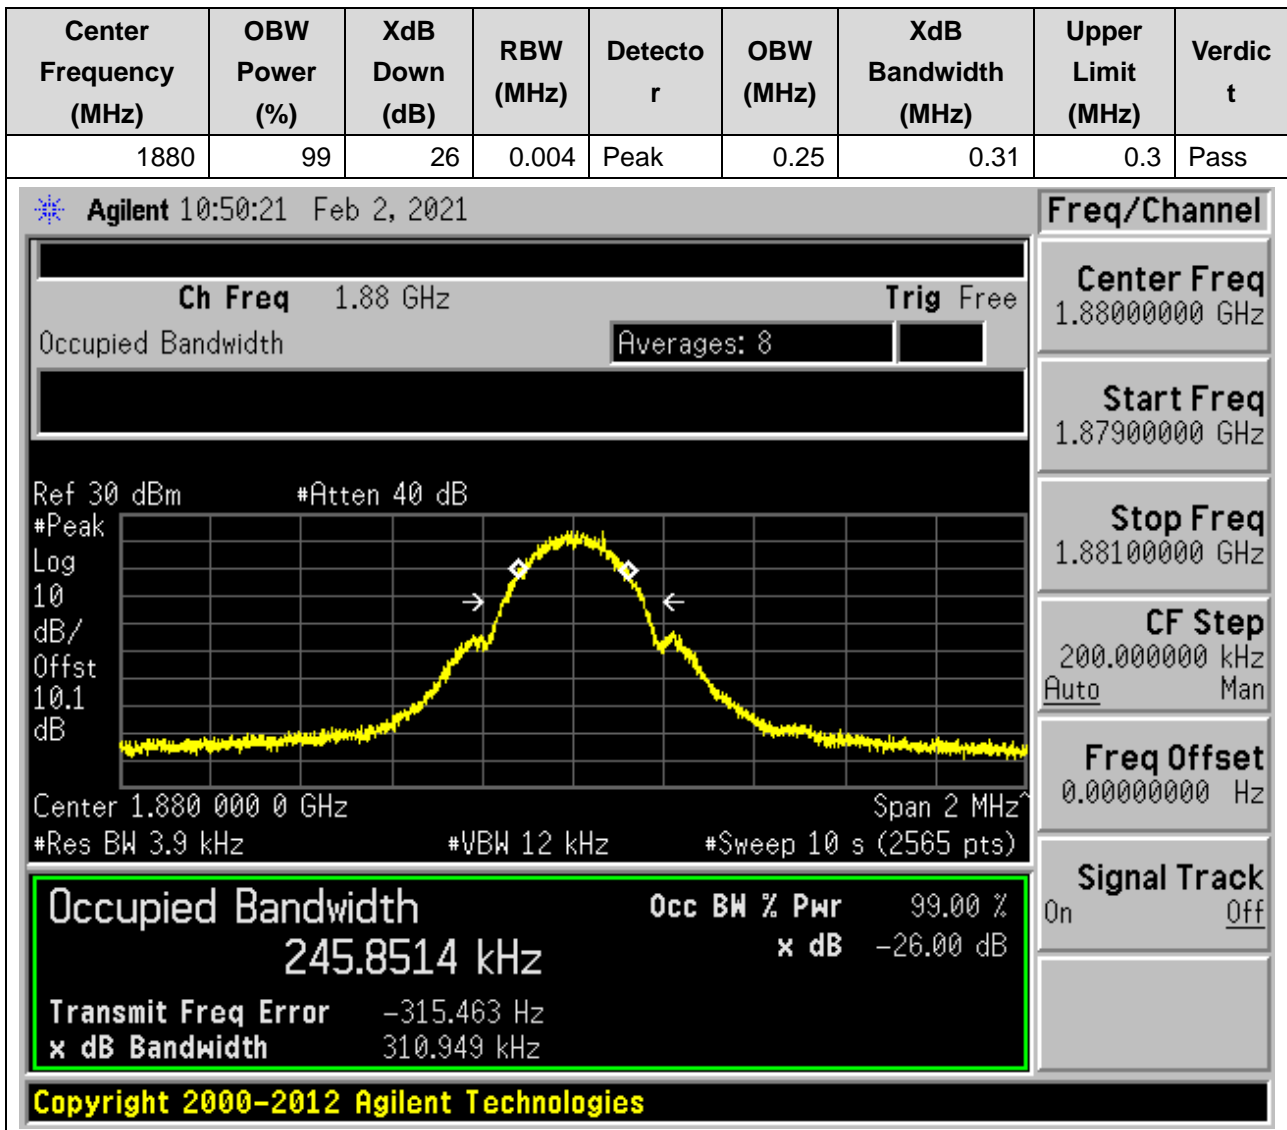 Center Frequency (MHz) OBW Power (%) XdB Down (dB) RBW (MHz) Detector OBW (MHz) XdB Bandwidth (MHz) Upper Limit (MHz) Verdict
1880 99 26 0.004 Peak 0.25 0.31 0.3 Pass
Agilent 10:50:21 Feb 2, 2021
Freq/Channel
Ch Freq 1.88 GHz Trig Free
Occupied Bandwidth Averages: 8
Center Freq
1.88000000 GHz
Start Freq
1.87900000 GHz
Stop Freq
1.88100000 GHz
CF Step
200.000000 kHz
Auto Man
Freq Offset
0.00000000 Hz
Signal Track
On Off
Ref 30 dBm #Atten 40 dB
#Peak
Log
10
dB/
Offst
10.1
dB
Center 1.880 000 0 GHz Span 2 MHz^
#Res BW 3.9 kHz #VBW 12 kHz #Sweep 10 s (2565 pts)
Occupied Bandwidth
245.8514 kHz
Occ BW % Pwr 99.00 %
x dB -26.00 dB
Transmit Freq Error -315.463 Hz
x dB Bandwidth 310.949 kHz
Copyright 2000-2012 Agilent Technologies